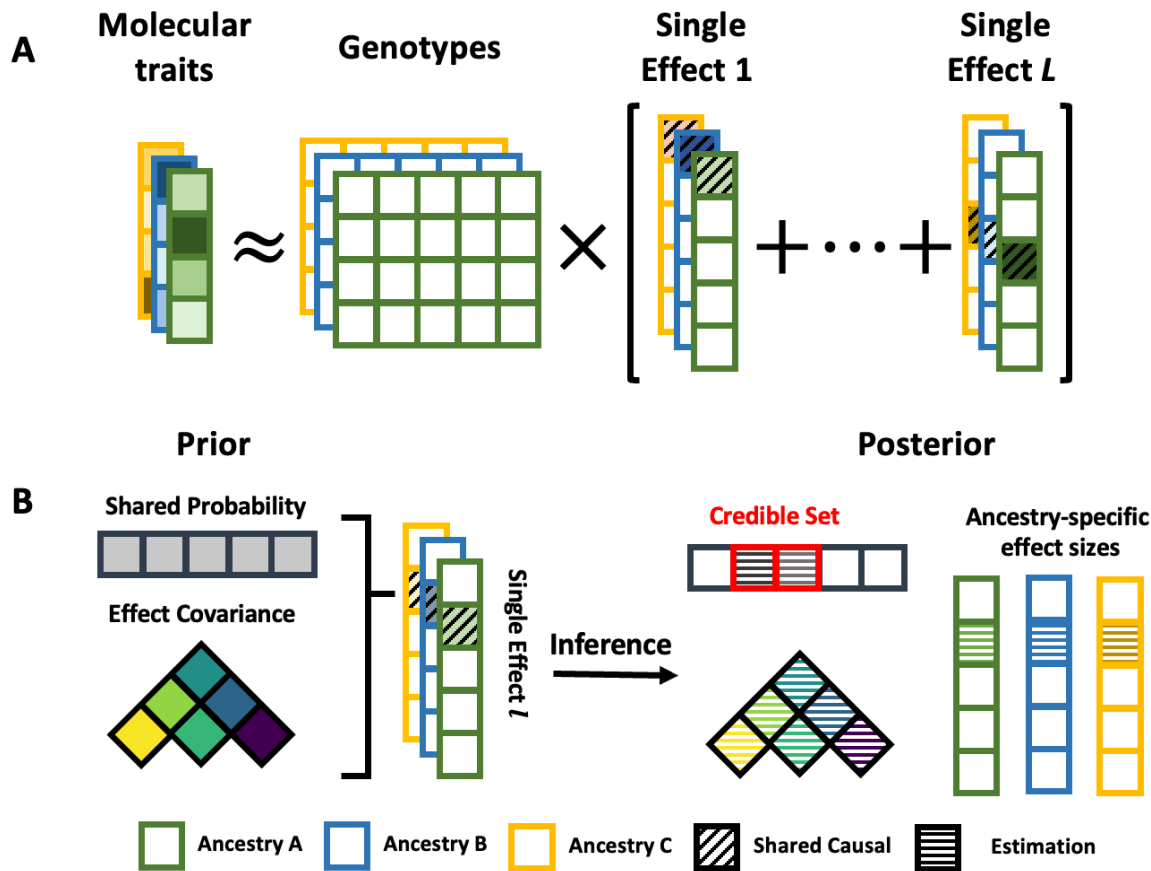 A
Molecular
traits
Genotypes
Single
Effect 1
Single
Effect L
≈
×
+ ... +
Prior
Posterior
B
Shared Probability
Effect Covariance
Single Effect l
Inference
Credible Set
Ancestry-specific
effect sizes
Ancestry A
Ancestry B
Ancestry C
Shared Causal
Estimation